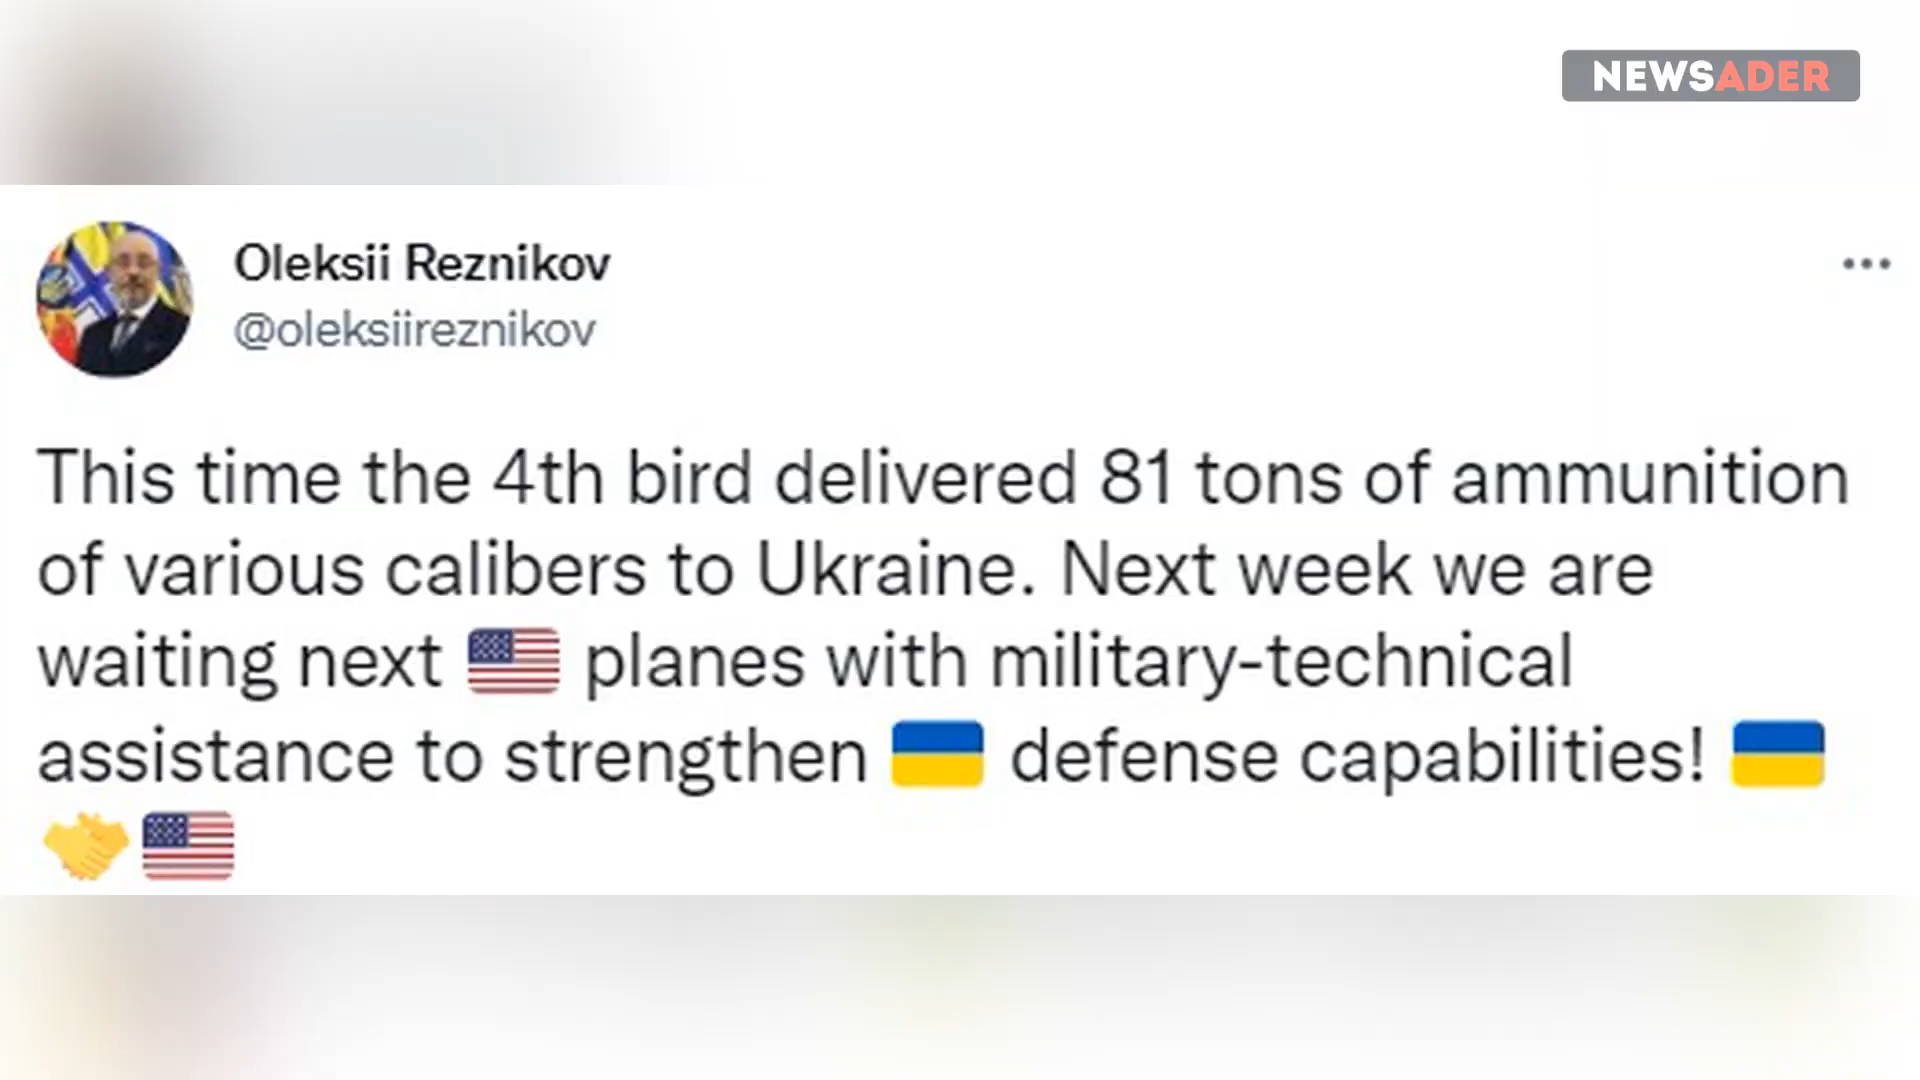 NEWSADER
Oleksii Reznikov
@oleksiireznikov
This time the 4th bird delivered 81 tons of ammunition
of various calibers to Ukraine. Next week we are
waiting next 🇺🇸 planes with military-technical
assistance to strengthen 🇺🇦 defense capabilities! 🇺🇦
🤝🇺🇸